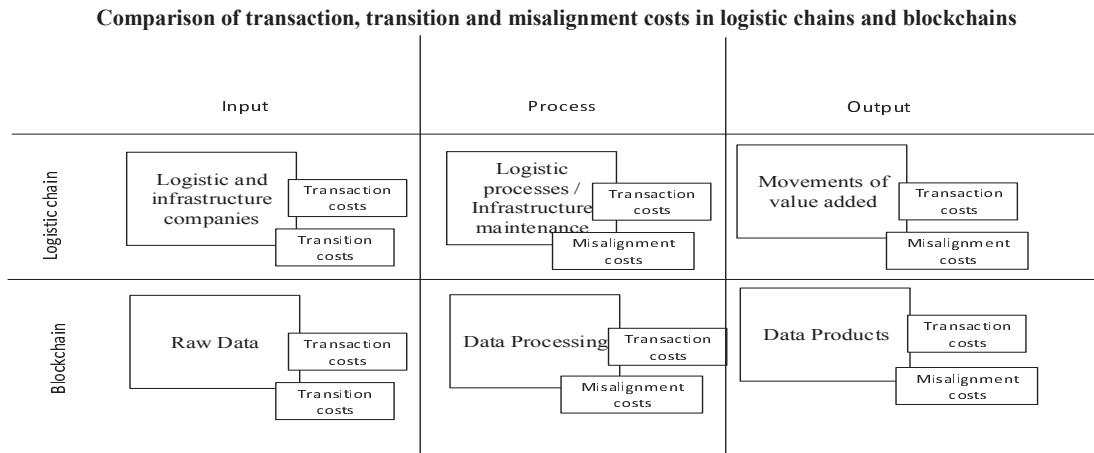 Comparison of transaction, transition and misalignment costs in logistic chains and blockchains
Input
Process
Output
Logistic chain
Logistic and
infrastructure
companies
Transaction
costs
Transition
costs
Logistic
processes /
Infrastructure
maintenance
Transaction
costs
Misalignment
costs
Movements of
value added
Transaction
costs
Misalignment
costs
Blockchain
Raw Data
Transaction
costs
Transition
costs
Data Processing
Transaction
costs
Misalignment
costs
Data Products
Transaction
costs
Misalignment
costs